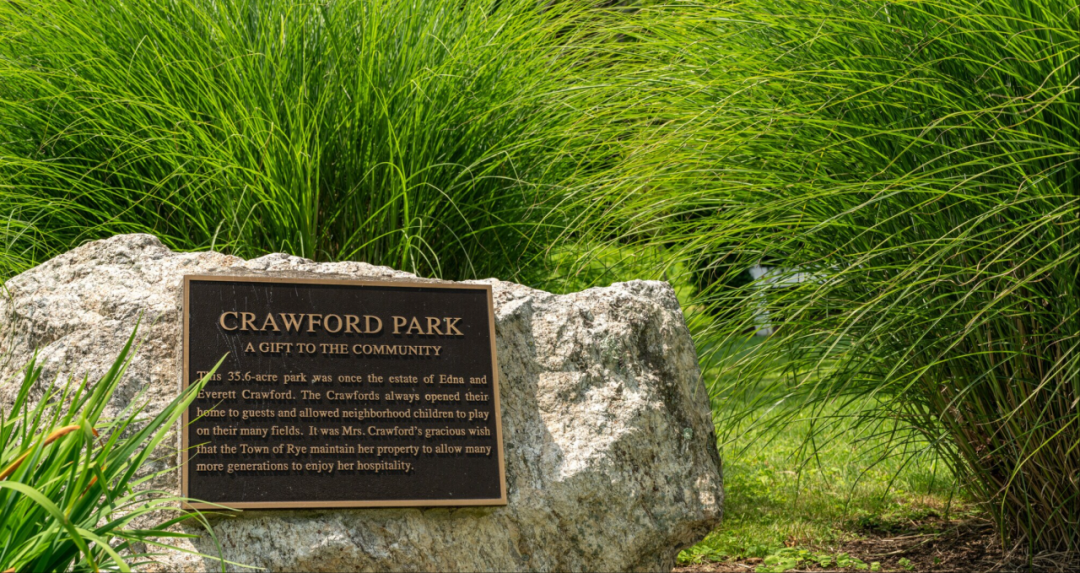 CRAWFORD PARK
A GIFT TO THE COMMUNITY
This 35.6-acre park was once the estate of Edna and
Everett Crawford. The Crawfords always opened their
home to guests and allowed neighborhood children to play
on their many fields. It was Mrs. Crawford's gracious wish
that the Town of Rye maintain her property to allow many
more generations to enjoy her hospitality.